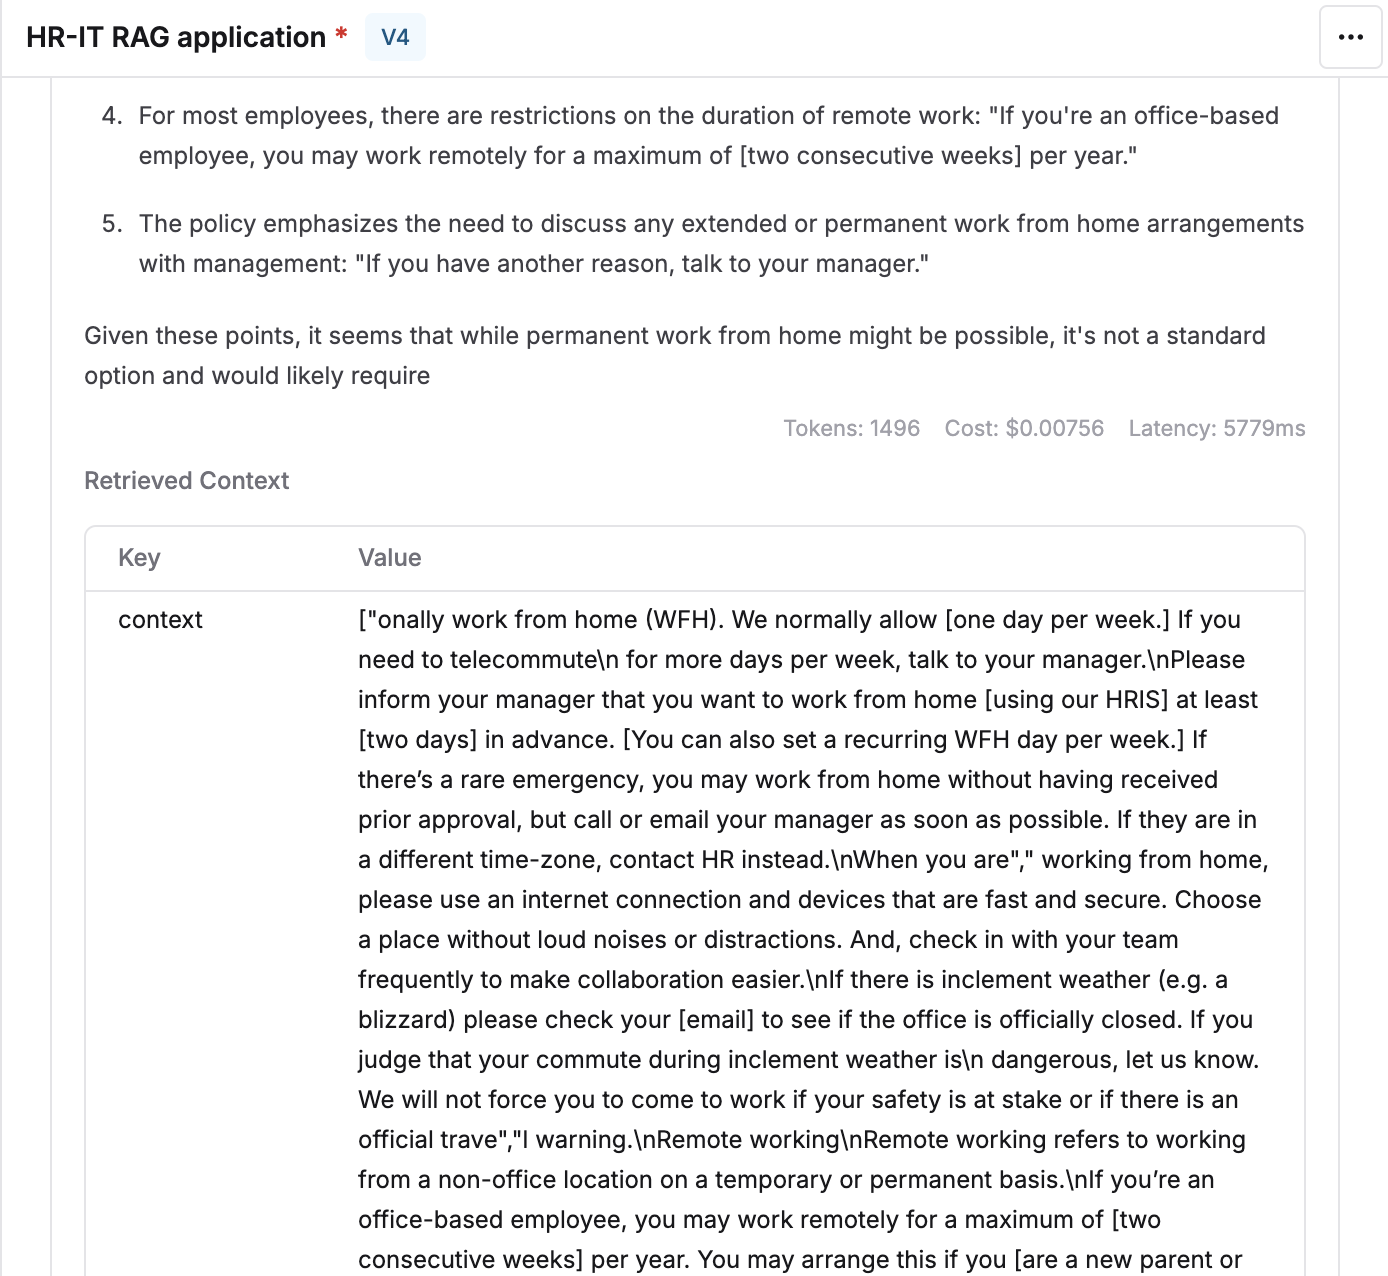 HR-IT RAG application * V4
4. For most employees, there are restrictions on the duration of remote work: "If you're an office-based
employee, you may work remotely for a maximum of [two consecutive weeks] per year."
5. The policy emphasizes the need to discuss any extended or permanent work from home arrangements
with management: "If you have another reason, talk to your manager."
Given these points, it seems that while permanent work from home might be possible, it's not a standard
option and would likely require
Tokens: 1496 Cost: $0.00756 Latency: 5779ms
Retrieved Context
Key Value
context ["onally work from home (WFH). We normally allow [one day per week.] If you
need to telecommute\n for more days per week, talk to your manager.\nPlease
inform your manager that you want to work from home [using our HRIS] at least
[two days] in advance. [You can also set a recurring WFH day per week.] If
there’s a rare emergency, you may work from home without having received
prior approval, but call or email your manager as soon as possible. If they are in
a different time-zone, contact HR instead.\nWhen you are"," working from home,
please use an internet connection and devices that are fast and secure. Choose
a place without loud noises or distractions. And, check in with your team
frequently to make collaboration easier.\nIf there is inclement weather (e.g. a
blizzard) please check your [email] to see if the office is officially closed. If you
judge that your commute during inclement weather is\n dangerous, let us know.
We will not force you to come to work if your safety is at stake or if there is an
official trave","l warning.\nRemote working\nRemote working refers to working
from a non-office location on a temporary or permanent basis.\nIf you’re an
office-based employee, you may work remotely for a maximum of [two
consecutive weeks] per year. You may arrange this if you [are a new parent or